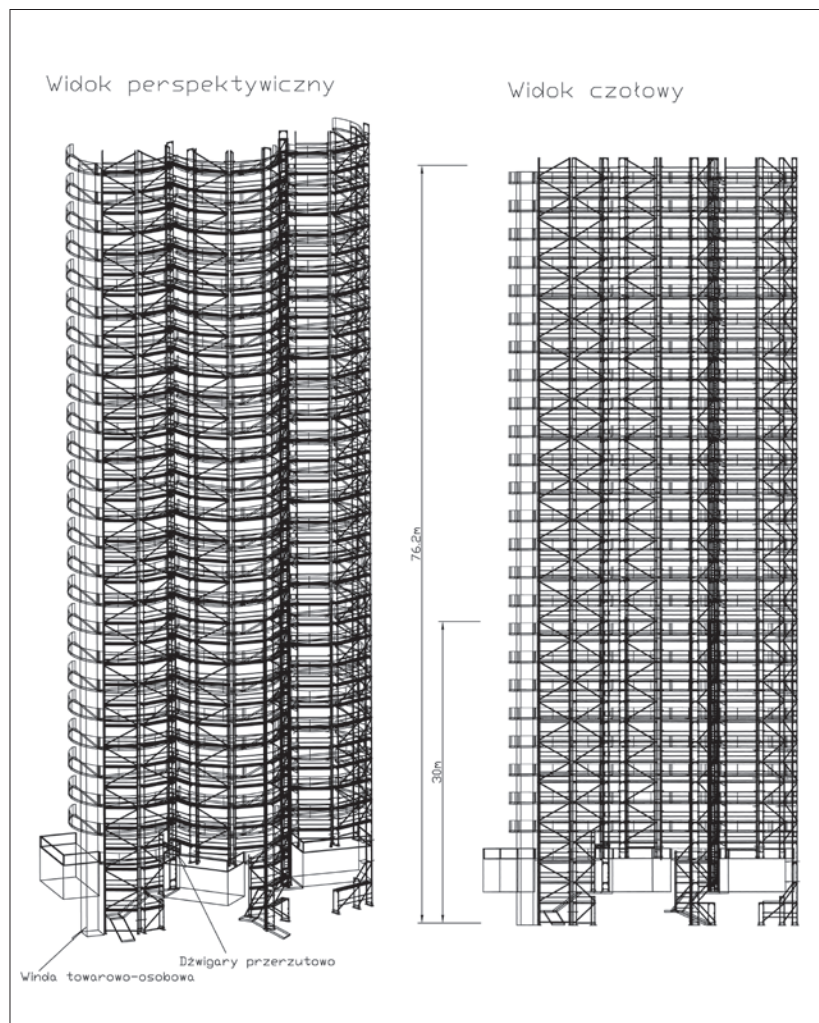 Widok perspektywiczny
Widok czołowy
76.2m
30m
Dźwigary przerzutowo
Winda towarowo-osobowa